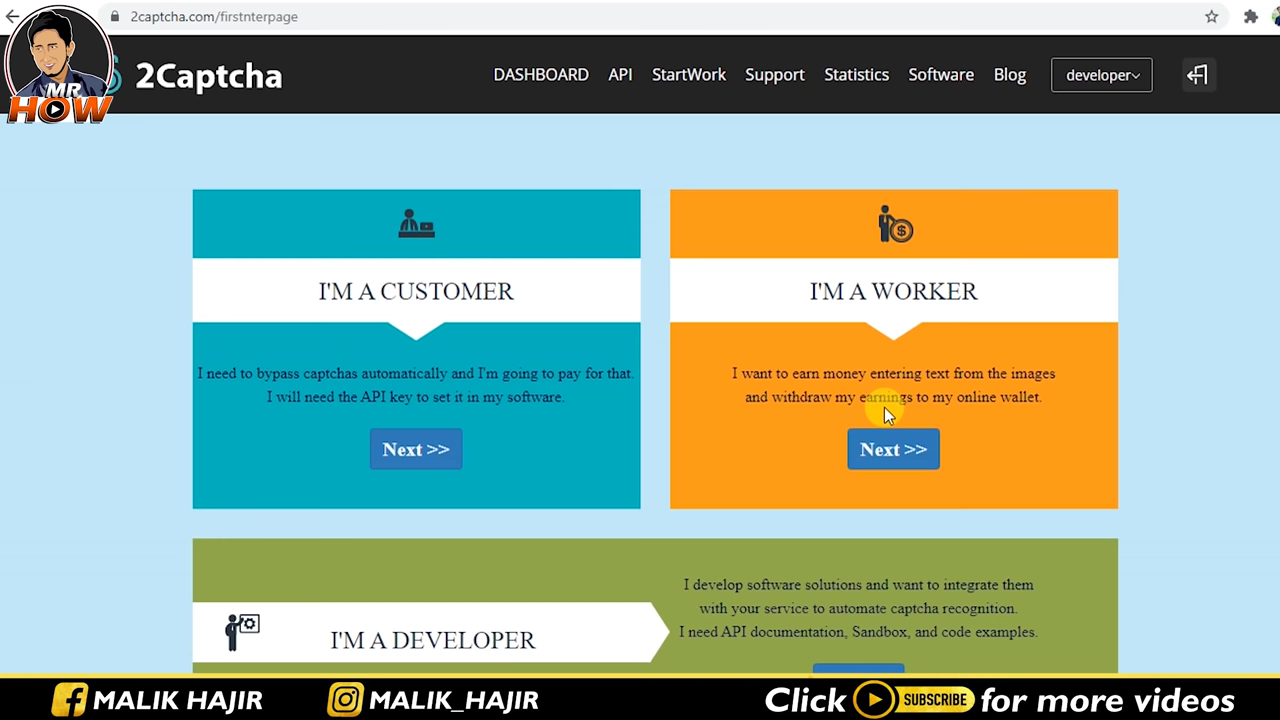 2captcha.com/firstnterpage
MR
HOW
2Captcha
DASHBOARD API StartWork Support Statistics Software Blog developer
I'M A CUSTOMER
I need to bypass captchas automatically and I'm going to pay for that.
I will need the API key to set it in my software.
Next >>
I'M A WORKER
I want to earn money entering text from the images
and withdraw my earnings to my online wallet.
Next >>
I'M A DEVELOPER
I develop software solutions and want to integrate them
with your service to automate captcha recognition.
I need API documentation, Sandbox, and code examples.
MALIK HAJIR MALIK_HAJIR Click SUBSCRIBE for more videos